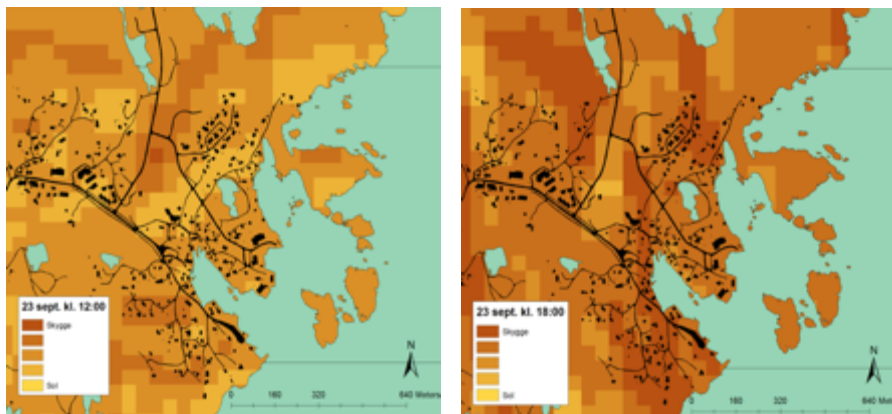 23 sept. kl. 12:00
Skygge
Sol
N
0 160 320 640 Meters
23 sept. kl. 18:00
Skygge
Sol
N
0 160 320 640 Meters